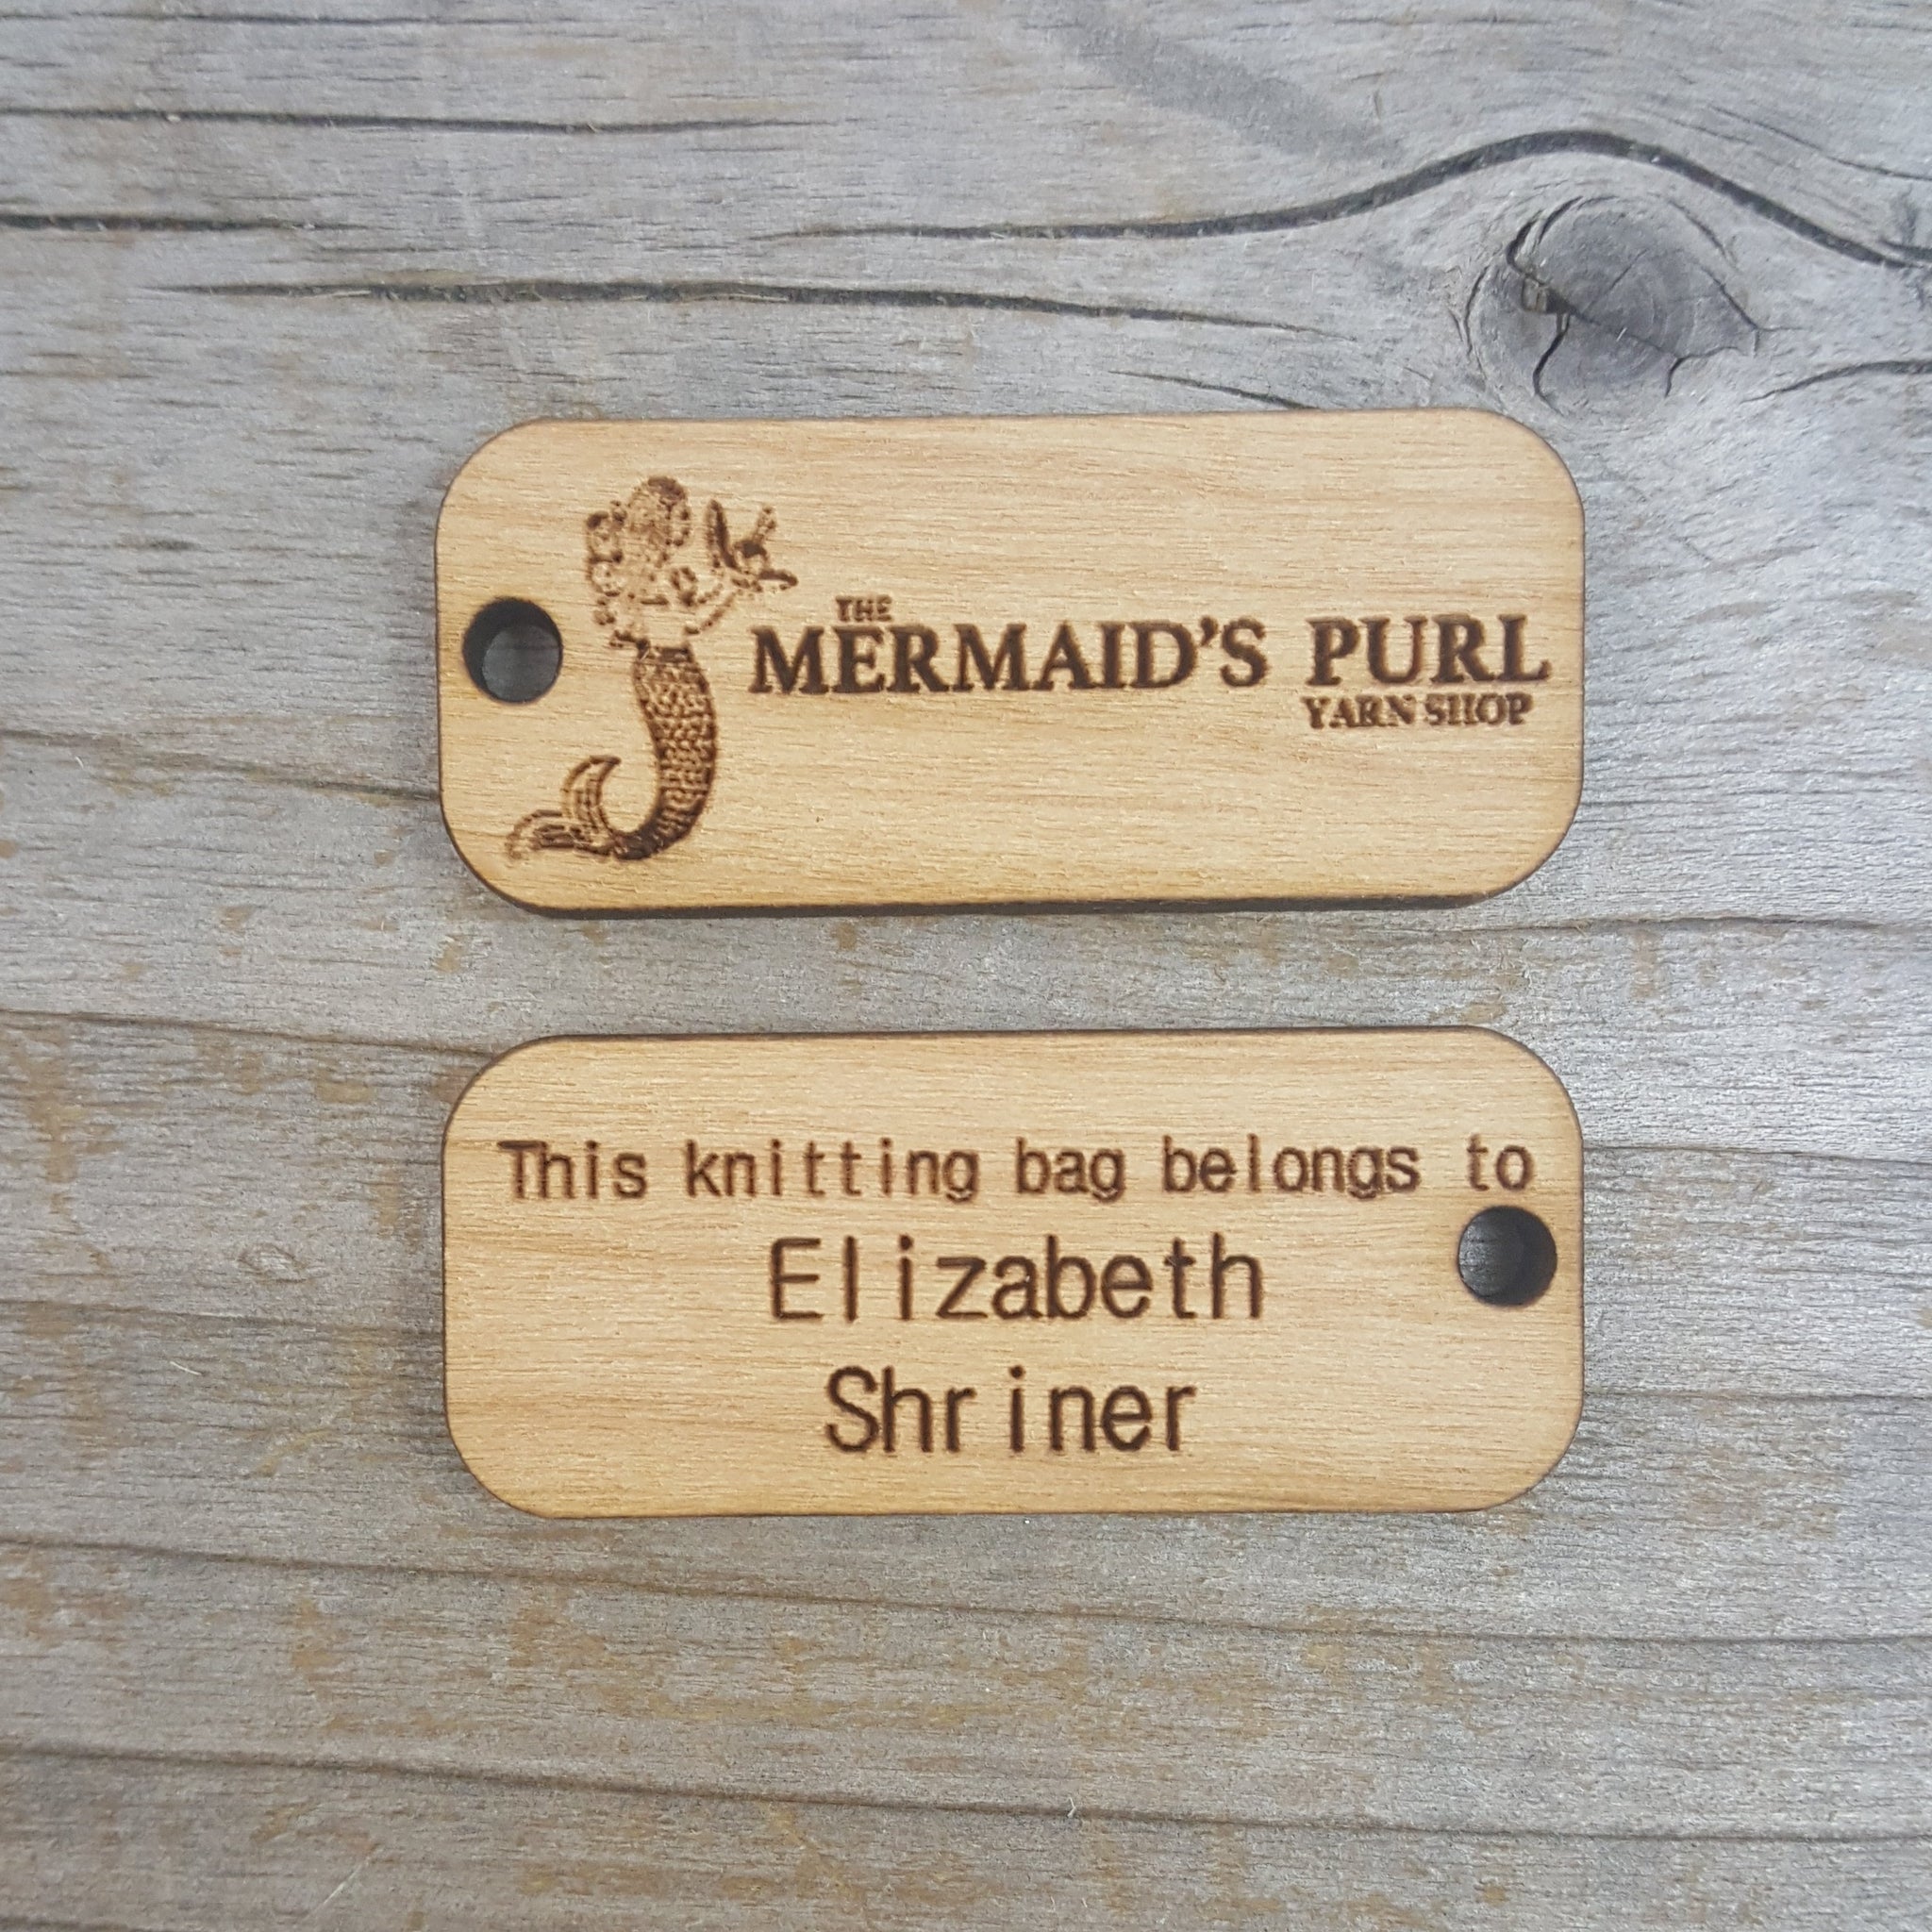 THE
MERMAID'S PURL
YARN SHOP
This knitting bag belongs to
Elizabeth
Shriner